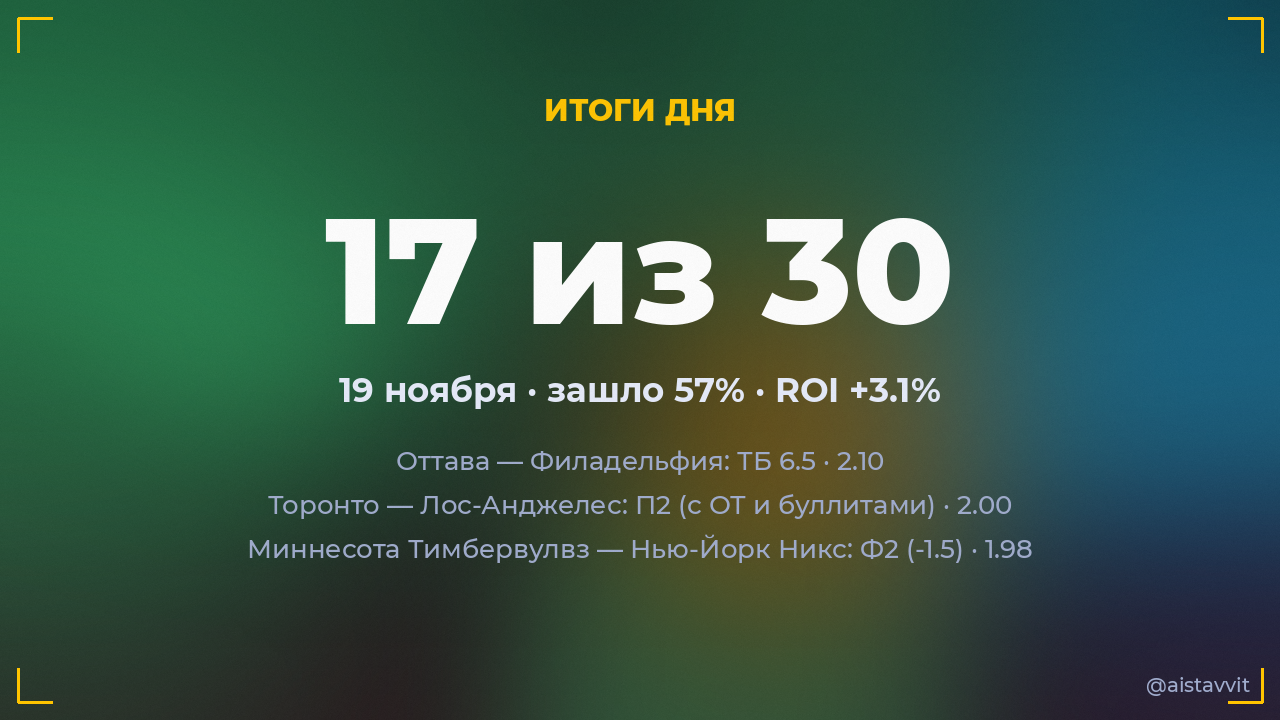 ИТОГИ ДНЯ
17 из 30
19 ноября · зашло 57% · ROI +3.1%
Оттава — Филадельфия: ТБ 6.5 · 2.10
Торонто — Лос-Анджелес: П2 (с ОТ и буллитами) · 2.00
Миннесота Тимбервулвз — Нью-Йорк Никс: Ф2 (-1.5) · 1.98
@aistavvit